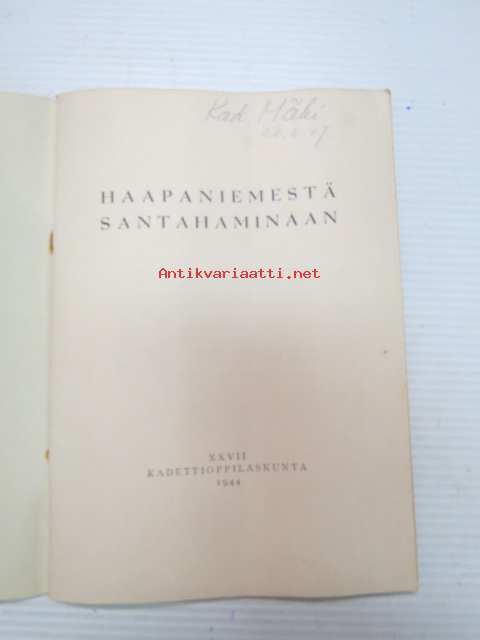 Kad Mäki
HAAPANIEMESTÄ
SANTAHAMINAAN
Antikvariaatti.net
XXVII
KADETTIOPPILASKUNTA
1944